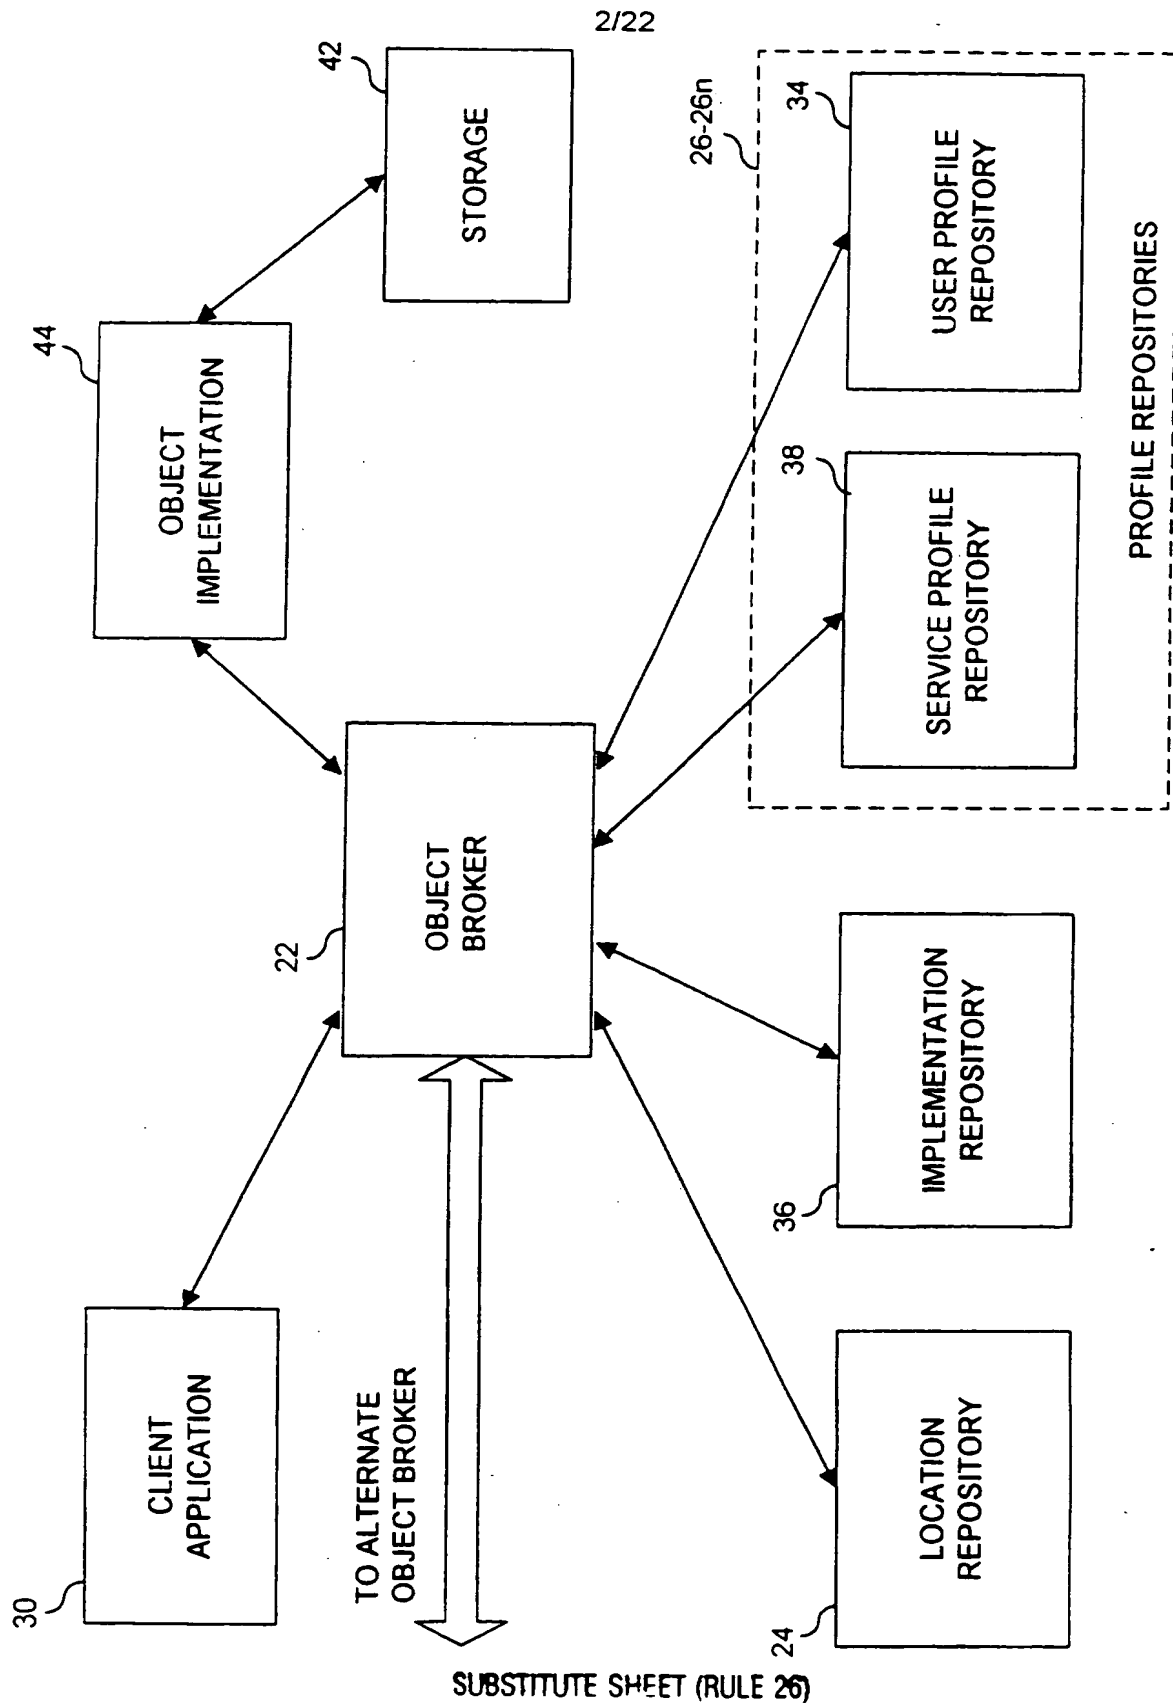 2/22
30
CLIENT
APPLICATION
44
OBJECT
IMPLEMENTATION
42
STORAGE
TO ALTERNATE
OBJECT BROKER
22
OBJECT
BROKER
26-26n
24
LOCATION
REPOSITORY
36
IMPLEMENTATION
REPOSITORY
38
SERVICE PROFILE
REPOSITORY
34
USER PROFILE
REPOSITORY
PROFILE REPOSITORIES
SUBSTITUTE SHEET (RULE 26)